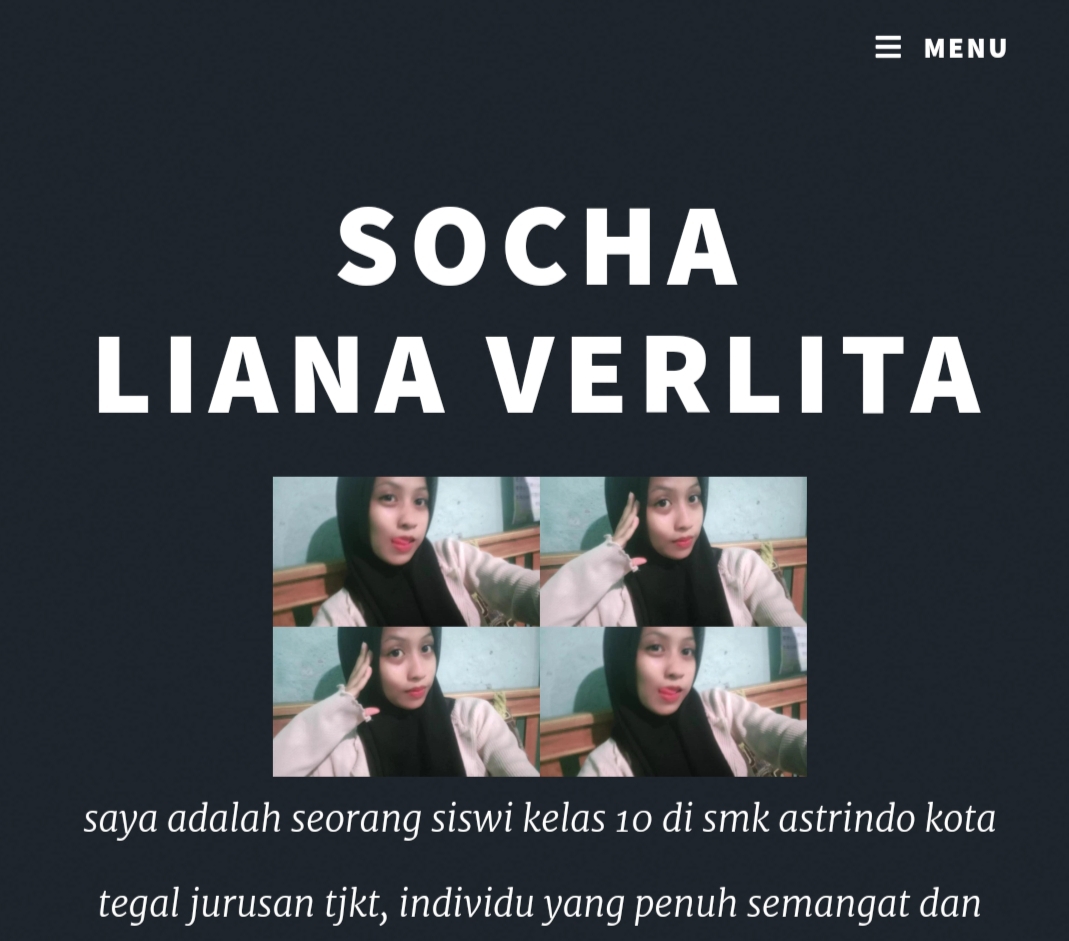 MENU
SOCHA
LIANA VERLITA
saya adalah seorang siswi kelas 10 di smk astrindo kota
tegal jurusan tjkt, individu yang penuh semangat dan